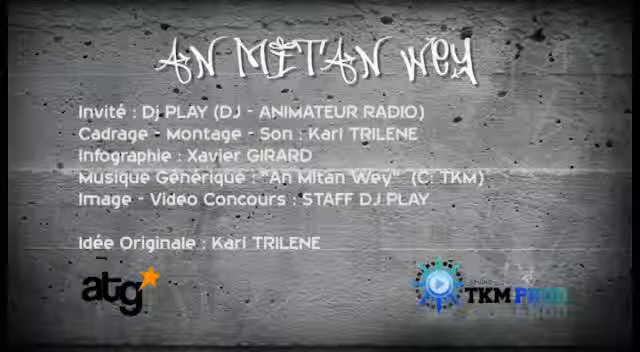 AN MITAN WEY
Invité : Dj PLAY (DJ - ANIMATEUR RADIO)
Cadrage - Montage - Son : Karl TRILENE
Infographie : Xavier GIRARD
Musique Générique : "An Mitan Wey" (C. TKM)
Image - Video Concours : STAFF DJ PLAY
Idée Originale : Karl TRILENE
atg
TKM PROD